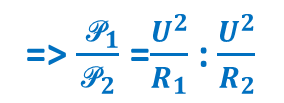 => 𝒫₁/𝒫₂ = U²/R₁ : U²/R₂